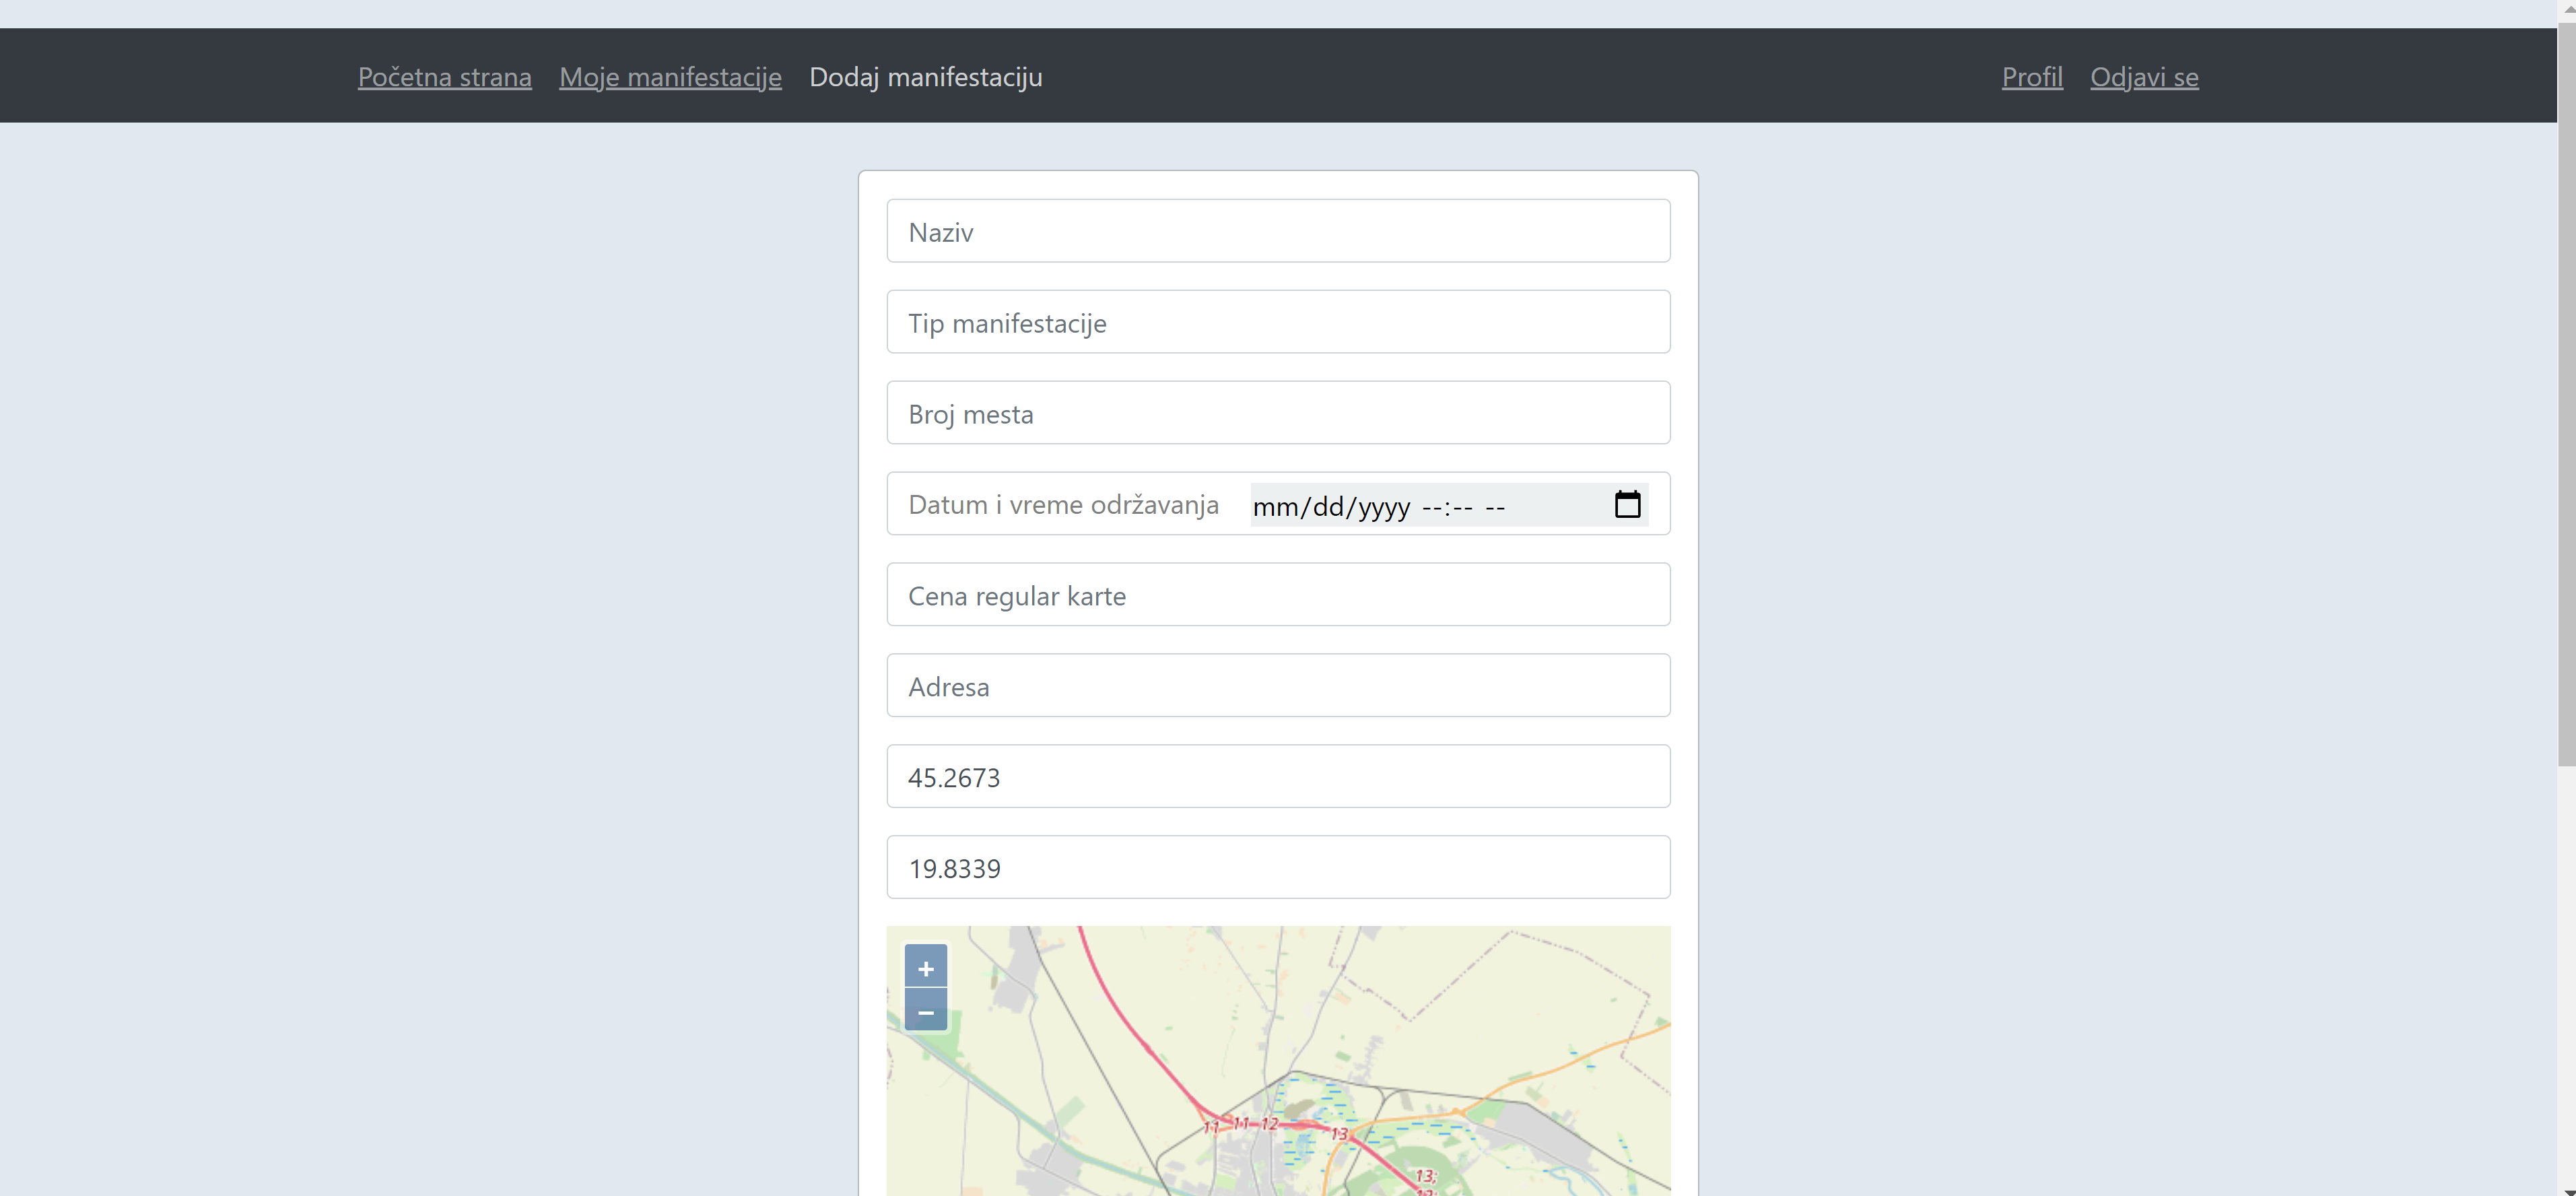 Početna strana Moje manifestacije Dodaj manifestaciju Profil Odjavi se
Naziv
Tip manifestacije
Broj mesta
Datum i vreme održavanja mm/dd/yyyy --:-- --
Cena regular karte
Adresa
45.2673
19.8339
+
−
11 11 12 13
13;